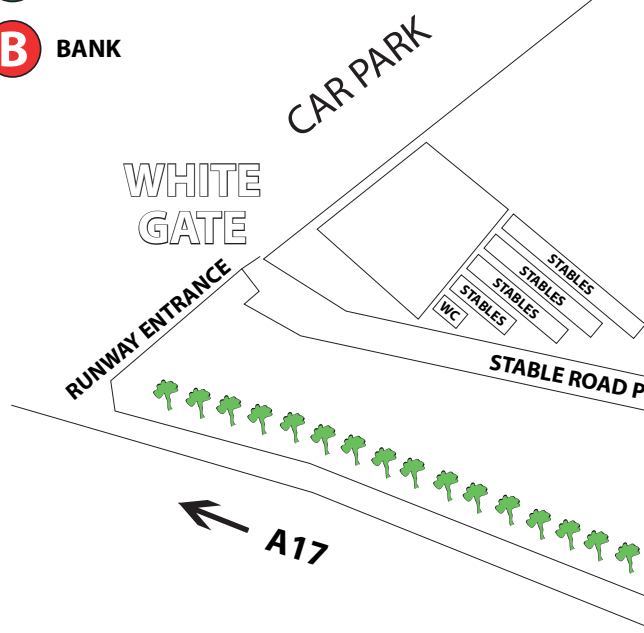 B BANK
CAR PARK
WHITE
GATE
RUNWAY ENTRANCE
STABLES
STABLES
STABLES
STABLES
WC
STABLE ROAD P
A17